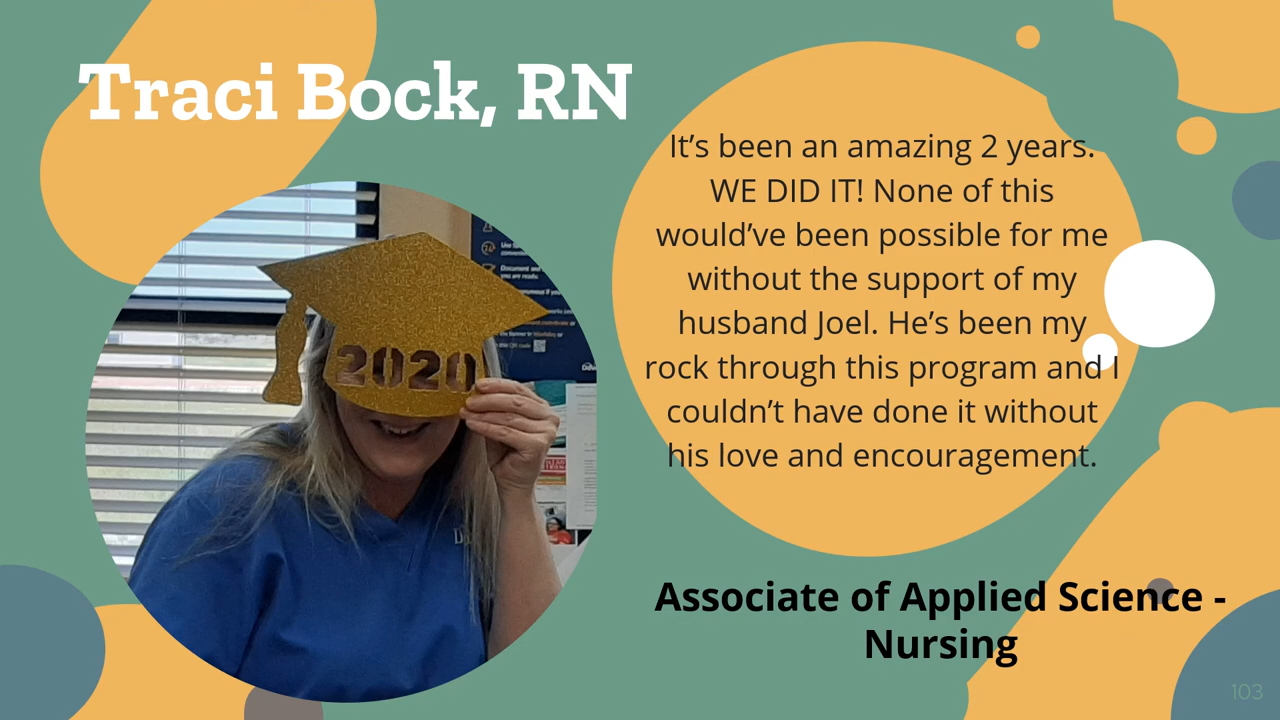 Traci Bock, RN
It’s been an amazing 2 years.
WE DID IT! None of this
would’ve been possible for me
without the support of my
husband Joel. He’s been my
rock through this program and I
couldn’t have done it without
his love and encouragement.
2020
Associate of Applied Science -
Nursing
103